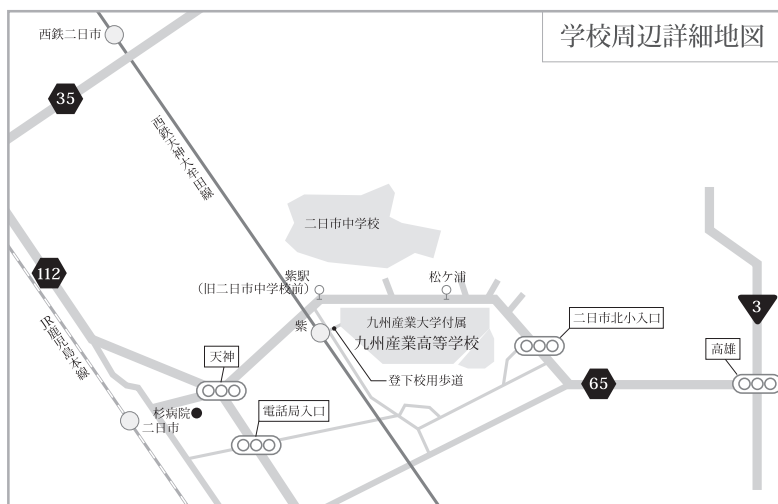 学校周辺詳細地図
西鉄二日市
35
西鉄天神大牟田線
二日市中学校
112
紫駅
(旧二日市中学校前)
松ケ浦
3
紫
九州産業大学付属
九州産業高等学校
二日市北小入口
JR鹿児島本線
天神
高雄
登下校用歩道
65
杉病院
二日市
電話局入口